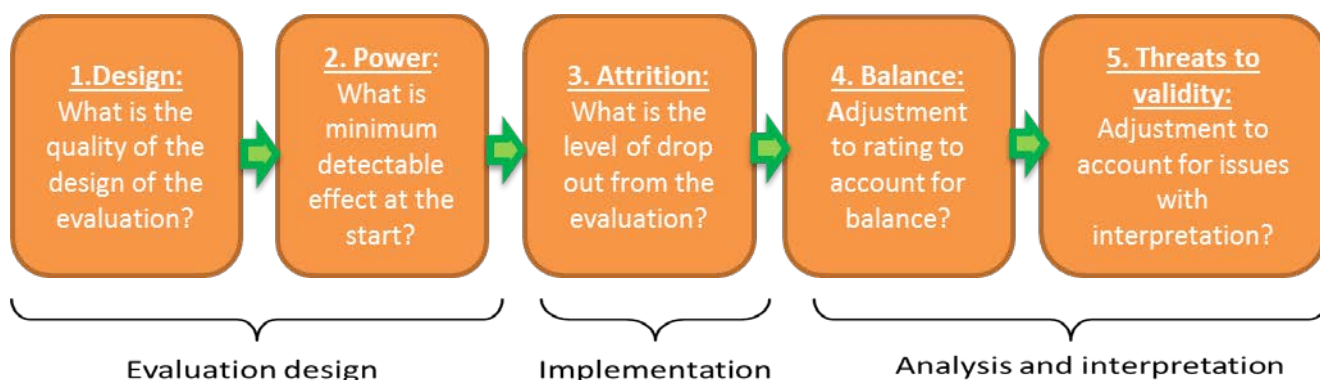 1.Design:
What is the
quality of the
design of the
evaluation?
2. Power:
What is
minimum
detectable
effect at the
start?
3. Attrition:
What is the
level of drop
out from the
evaluation?
4. Balance:
Adjustment
to rating to
account for
balance?
5. Threats to
validity:
Adjustment to
account for issues
with
interpretation?
Evaluation design
Implementation
Analysis and interpretation